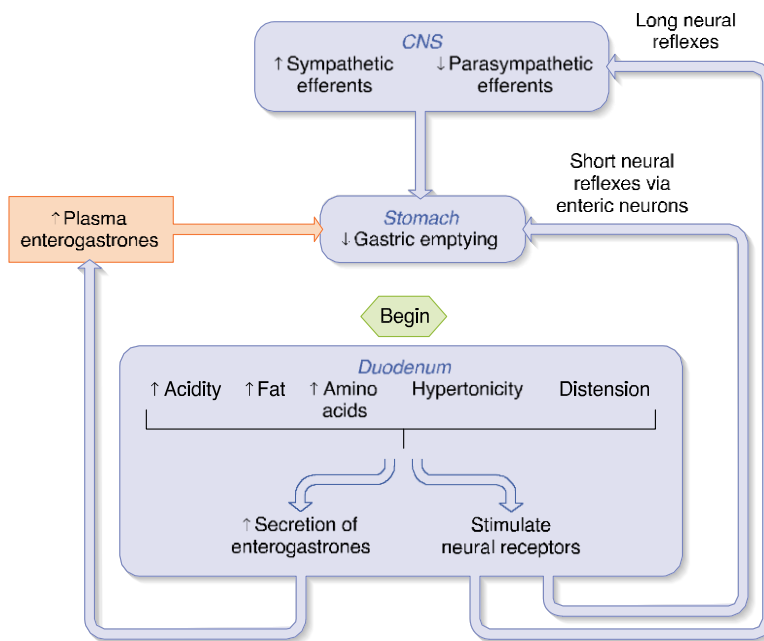 Long neural
reflexes
CNS
↑ Sympathetic
efferents
↓ Parasympathetic
efferents
Short neural
reflexes via
enteric neurons
↑ Plasma
enterogastrones
Stomach
↓ Gastric emptying
Begin
Duodenum
↑ Acidity
↑ Fat
↑ Amino
acids
Hypertonicity
Distension
↑ Secretion of
enterogastrones
Stimulate
neural receptors